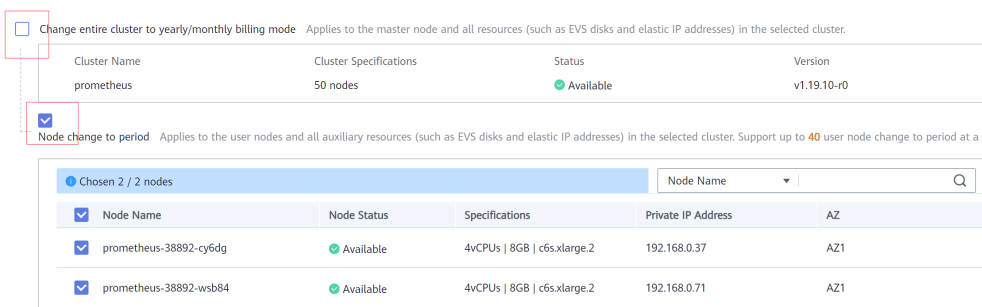 Change entire cluster to yearly/monthly billing mode Applies to the master node and all resources (such as EVS disks and elastic IP addresses) in the selected cluster.
Cluster Name Cluster Specifications Status Version
prometheus 50 nodes Available v1.19.10-r0
Node change to period Applies to the user nodes and all auxiliary resources (such as EVS disks and elastic IP addresses) in the selected cluster. Support up to 40 user node change to period at a
Chosen 2 / 2 nodes Node Name
Node Name Node Status Specifications Private IP Address AZ
prometheus-38892-cy6dg Available 4vCPUs | 8GB | c6s.xlarge.2 192.168.0.37 AZ1
prometheus-38892-wsb84 Available 4vCPUs | 8GB | c6s.xlarge.2 192.168.0.71 AZ1